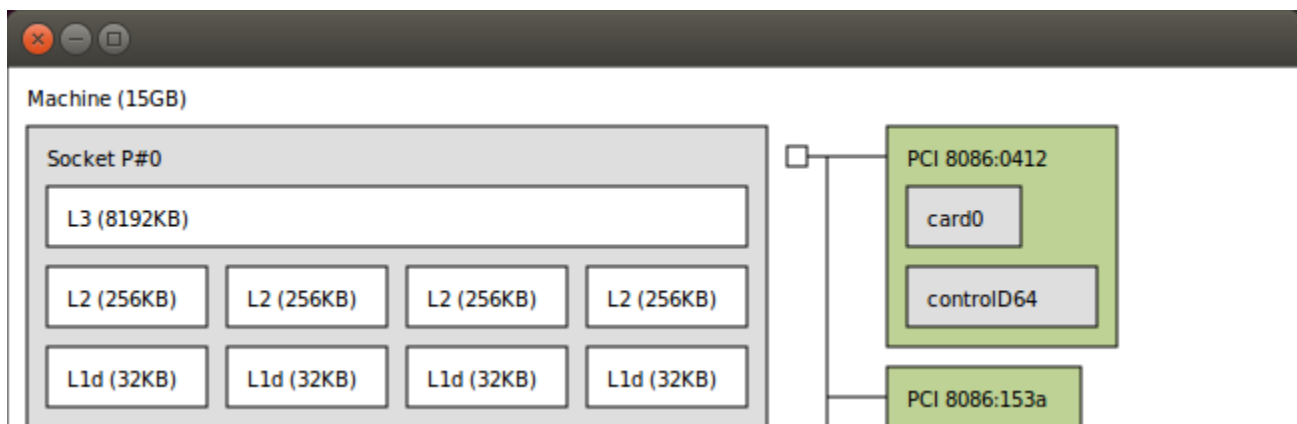 Machine (15GB)
Socket P#0
L3 (8192KB)
L2 (256KB) L2 (256KB) L2 (256KB) L2 (256KB)
L1d (32KB) L1d (32KB) L1d (32KB) L1d (32KB)
PCI 8086:0412
card0
controlD64
PCI 8086:153a